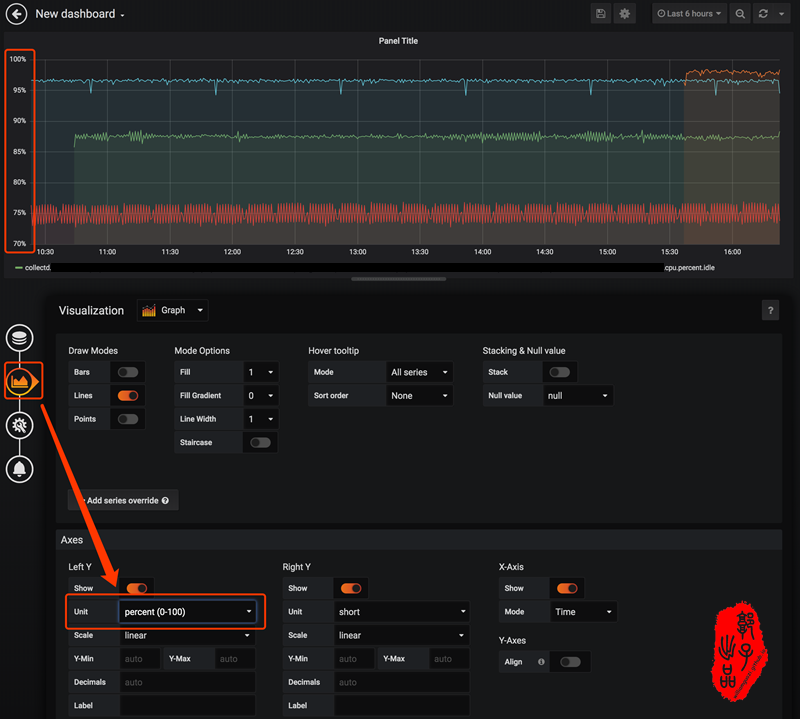 New dashboard
Last 6 hours
Panel Title
100%
95%
90%
85%
80%
75%
70%
10:30 11:00 11:30 12:00 12:30 13:00 13:30 14:00 14:30 15:00 15:30 16:00
collectd. .cpu.percent.idle
Visualization Graph ?
Draw Modes Mode Options Hover tooltip Stacking & Null value
Bars Fill 1 Mode All series Stack
Lines Fill Gradient 0 Sort order None Null value null
Points Line Width 1
Staircase
Add series override ?
Axes
Left Y Right Y X-Axis
Show Show Show
Unit percent (0-100) Unit short Mode Time
Scale linear Scale linear Y-Axes
Y-Min auto Y-Max auto Y-Min auto Y-Max auto Align
Decimals auto Decimals auto
Label Label